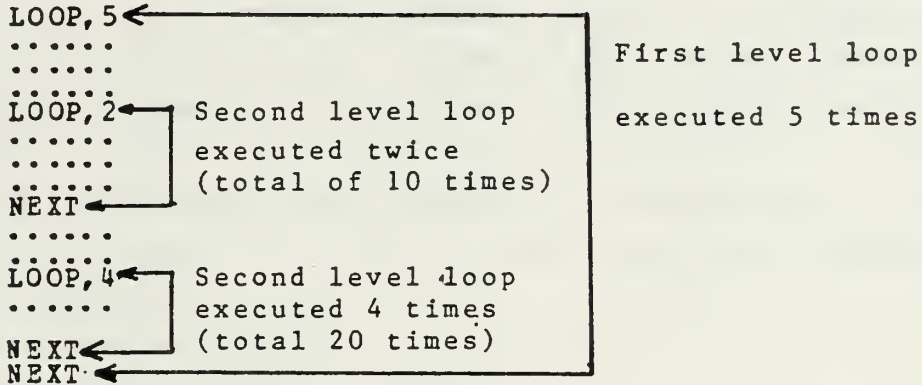 LOOP,5
......
......
......
LOOP,2
......
......
......
NEXT
......
......
LOOP,4
......
NEXT
NEXT
First level loop
executed 5 times
Second level loop
executed twice
(total of 10 times)
Second level loop
executed 4 times
(total 20 times)